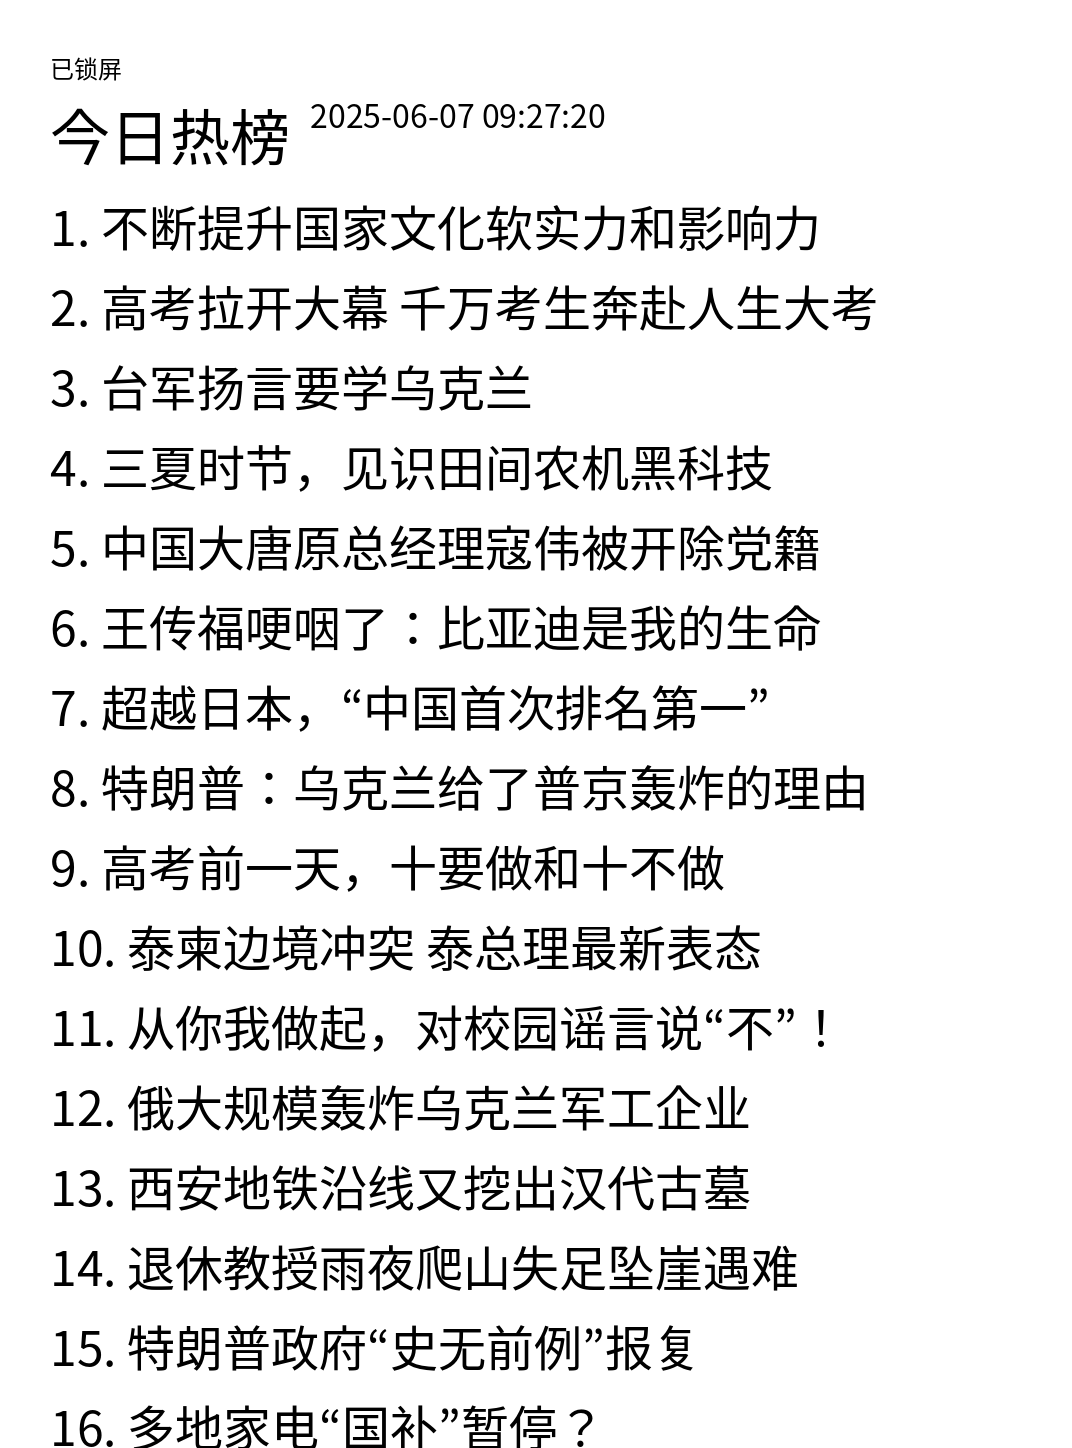 已锁屏
今日热榜 2025-06-07 09:27:20
1. 不断提升国家文化软实力和影响力
2. 高考拉开大幕 千万考生奔赴人生大考
3. 台军扬言要学乌克兰
4. 三夏时节，见识田间农机黑科技
5. 中国大唐原总经理寇伟被开除党籍
6. 王传福哽咽了：比亚迪是我的生命
7. 超越日本，“中国首次排名第一”
8. 特朗普：乌克兰给了普京轰炸的理由
9. 高考前一天，十要做和十不做
10. 泰柬边境冲突 泰总理最新表态
11. 从你我做起，对校园谣言说“不”！
12. 俄大规模轰炸乌克兰军工企业
13. 西安地铁沿线又挖出汉代古墓
14. 退休教授雨夜爬山失足坠崖遇难
15. 特朗普政府“史无前例”报复
16. 多地家电“国补”暂停？